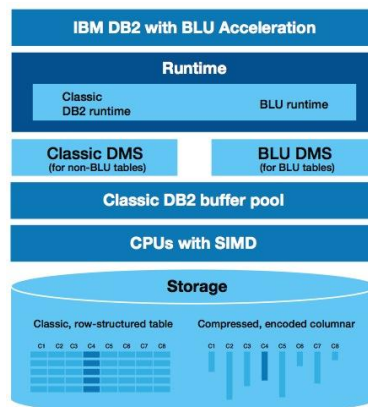 IBM DB2 with BLU Acceleration
Runtime
Classic
DB2 runtime
BLU runtime
Classic DMS
(for non-BLU tables)
BLU DMS
(for BLU tables)
Classic DB2 buffer pool
CPUs with SIMD
Storage
Classic, row-structured table
Compressed, encoded columnar
C1 C2 C3 C4 C5 C6 C7 C8
C1 C2 C3 C4 C5 C6 C7 C8